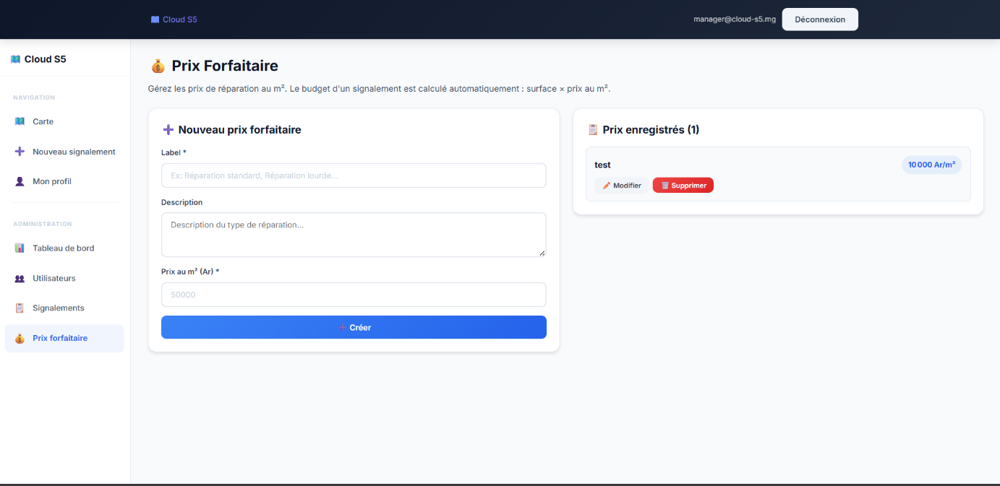 Cloud S5
manager@cloud-s5.mg
Déconnexion
Cloud S5
NAVIGATION
Carte
Nouveau signalement
Mon profil
ADMINISTRATION
Tableau de bord
Utilisateurs
Signalements
Prix forfaitaire
Prix Forfaitaire
Gérez les prix de réparation au m². Le budget d'un signalement est calculé automatiquement : surface × prix au m².
Nouveau prix forfaitaire
Label *
Ex: Réparation standard, Réparation lourde...
Description
Description du type de réparation...
Prix au m² (Ar) *
50000
Créer
Prix enregistrés (1)
test
10 000 Ar/m²
Modifier
Supprimer